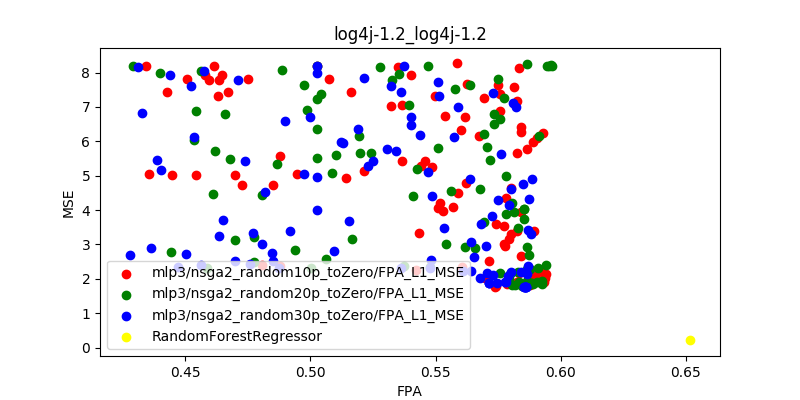 log4j-1.2_log4j-1.2
MSE
8
7
6
5
4
3
2
1
0
mlp3/nsga2_random10p_toZero/FPA_L1_MSE
mlp3/nsga2_random20p_toZero/FPA_L1_MSE
mlp3/nsga2_random30p_toZero/FPA_L1_MSE
RandomForestRegressor
0.45 0.50 0.55 0.60 0.65
FPA